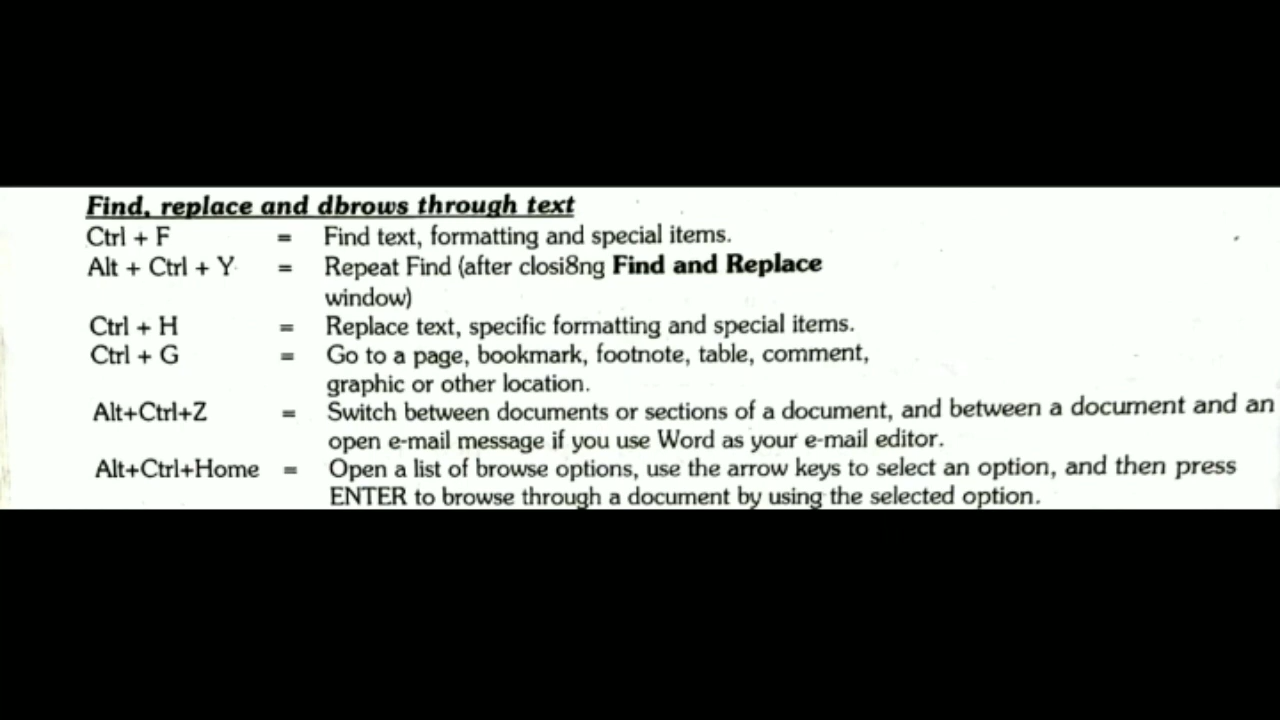 Find, replace and dbrows through text
Ctrl + F = Find text, formatting and special items.
Alt + Ctrl + Y = Repeat Find (after closi8ng Find and Replace
window)
Ctrl + H = Replace text, specific formatting and special items.
Ctrl + G = Go to a page, bookmark, footnote, table, comment,
graphic or other location.
Alt+Ctrl+Z = Switch between documents or sections of a document, and between a document and an
open e-mail message if you use Word as your e-mail editor.
Alt+Ctrl+Home = Open a list of browse options, use the arrow keys to select an option, and then press
ENTER to browse through a document by using the selected option.